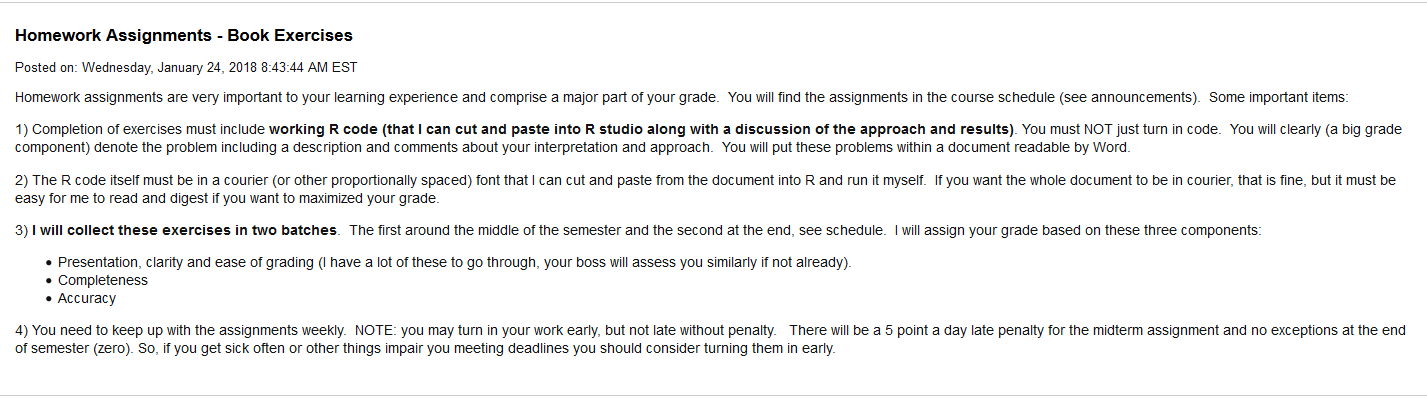 Homework Assignments - Book Exercises
Posted on: Wednesday, January 24, 2018 8:43:44 AM EST
Homework assignments are very important to your learning experience and comprise a major part of your grade.  You will find the assignments in the course schedule (see announcements).  Some important items:
1) Completion of exercises must include working R code (that I can cut and paste into R studio along with a discussion of the approach and results). You must NOT just turn in code.  You will clearly (a big grade
component) denote the problem including a description and comments about your interpretation and approach.  You will put these problems within a document readable by Word.
2) The R code itself must be in a courier (or other proportionally spaced) font that I can cut and paste from the document into R and run it myself.  If you want the whole document to be in courier, that is fine, but it must be
easy for me to read and digest if you want to maximized your grade.
3) I will collect these exercises in two batches.  The first around the middle of the semester and the second at the end, see schedule.  I will assign your grade based on these three components:
• Presentation, clarity and ease of grading (I have a lot of these to go through, your boss will assess you similarly if not already).
• Completeness
• Accuracy
4) You need to keep up with the assignments weekly.  NOTE: you may turn in your work early, but not late without penalty.   There will be a 5 point a day late penalty for the midterm assignment and no exceptions at the end
of semester (zero). So, if you get sick often or other things impair you meeting deadlines you should consider turning them in early.